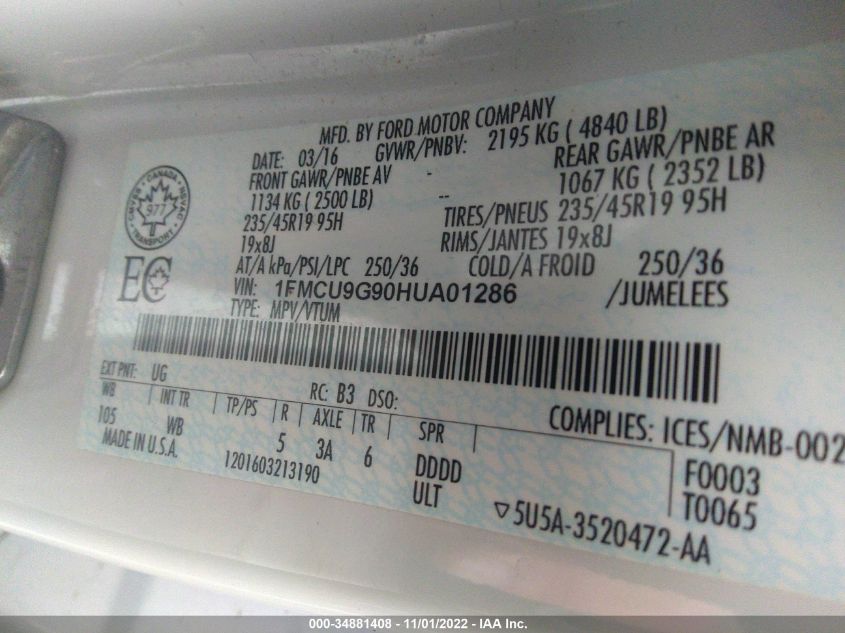 MFD. BY FORD MOTOR COMPANY
DATE: 03/16 GVWR/PNBV: 2195 KG ( 4840 LB)
FRONT GAWR/PNBE AV - REAR GAWR/PNBE AR
1134 KG ( 2500 LB) -- 1067 KG ( 2352 LB)
235/45R19 95H TIRES/PNEUS 235/45R19 95H
19x8J RIMS/JANTES 19x8J
AT/A kPa/PSI/LPC 250/36 COLD/A FROID 250/36
VIN: 1FMCU9G90HUA01286 /JUMELEES
TYPE: MPV/VTUM
CANADA
977
TRANSPORT
EC
EXT PNT: UG RC: B3 DSO: COMPLIES: ICES/NMB-002
WB INT TR TP/PS R AXLE TR SPR F0003
105 WB 5 3A 6 DDDD T0065
MADE IN U.S.A. 1201603213190 ULT ▽5U5A-3520472-AA
000-34881408 - 11/01/2022 - IAA Inc.